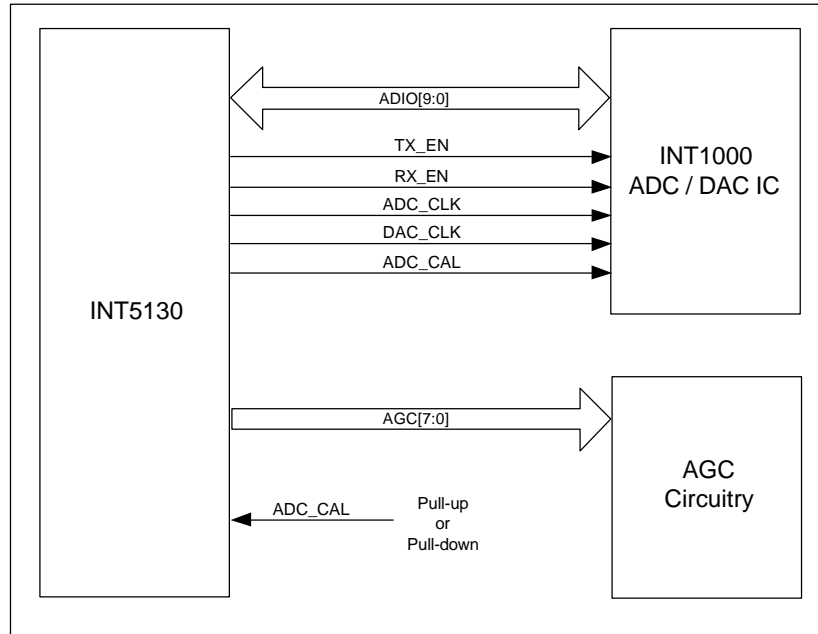 ADIO[9:0]
TX_EN
RX_EN
ADC_CLK
DAC_CLK
ADC_CAL
INT1000
ADC / DAC IC
INT5130
AGC[7:0]
AGC
Circuitry
ADC_CAL
Pull-up
or
Pull-down